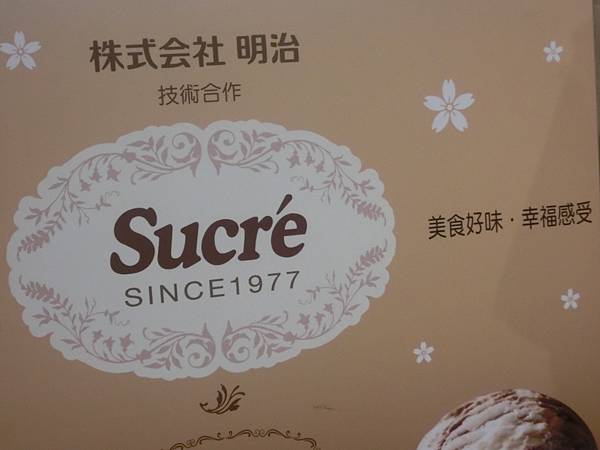 株式会社 明治
技術合作
Sucré
SINCE1977
美食好味·幸福感受